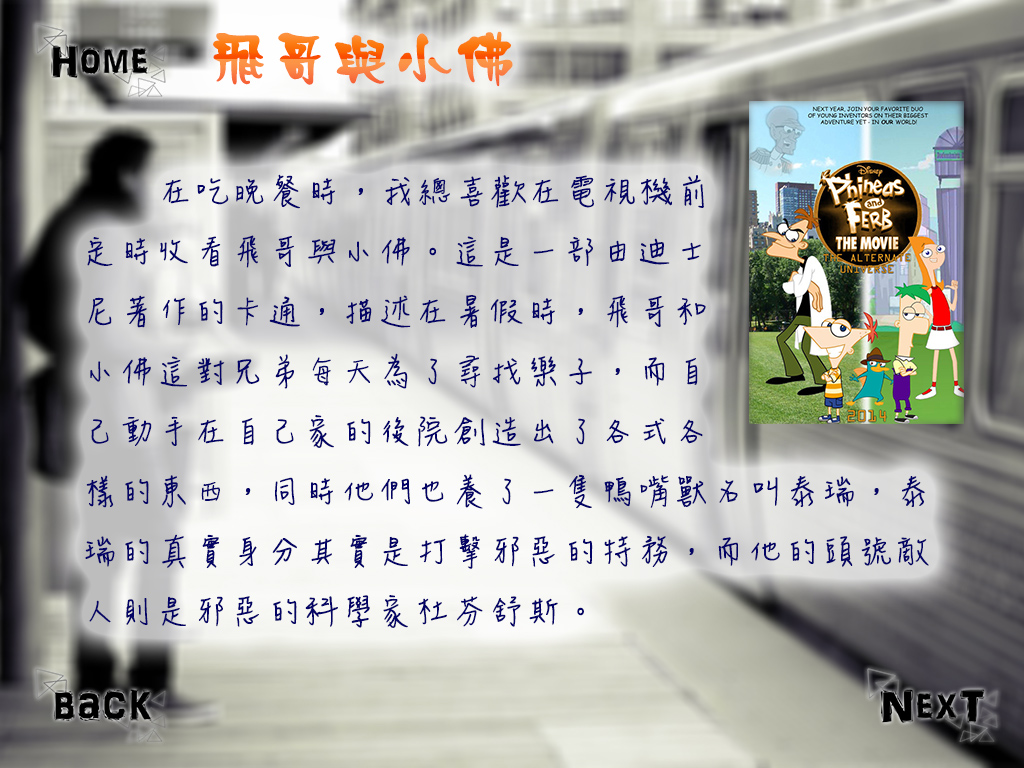 HOME
飛哥與小佛
NEXT YEAR, JOIN YOUR FAVORITE DUO
OF YOUNG INVENTORS ON THEIR BIGGEST
ADVENTURE YET - IN OUR WORLD!
Disney
Phineas
and
FERB
THE MOVIE
THE ALTERNATE
UNIVERSE
2014
在吃晚餐時，我總喜歡在電視機前
定時收看飛哥與小佛。這是一部由迪士
尼著作的卡通，描述在暑假時，飛哥和
小佛這對兄弟每天為了尋找樂子，而自
己動手在自己家的後院創造出了各式各
樣的東西，同時他們也養了一隻鴨嘴獸名叫泰瑞，泰
瑞的真實身分其實是打擊邪惡的特務，而他的頭號敵
人則是邪惡的科學家杜芬舒斯。
BACK
NEXT